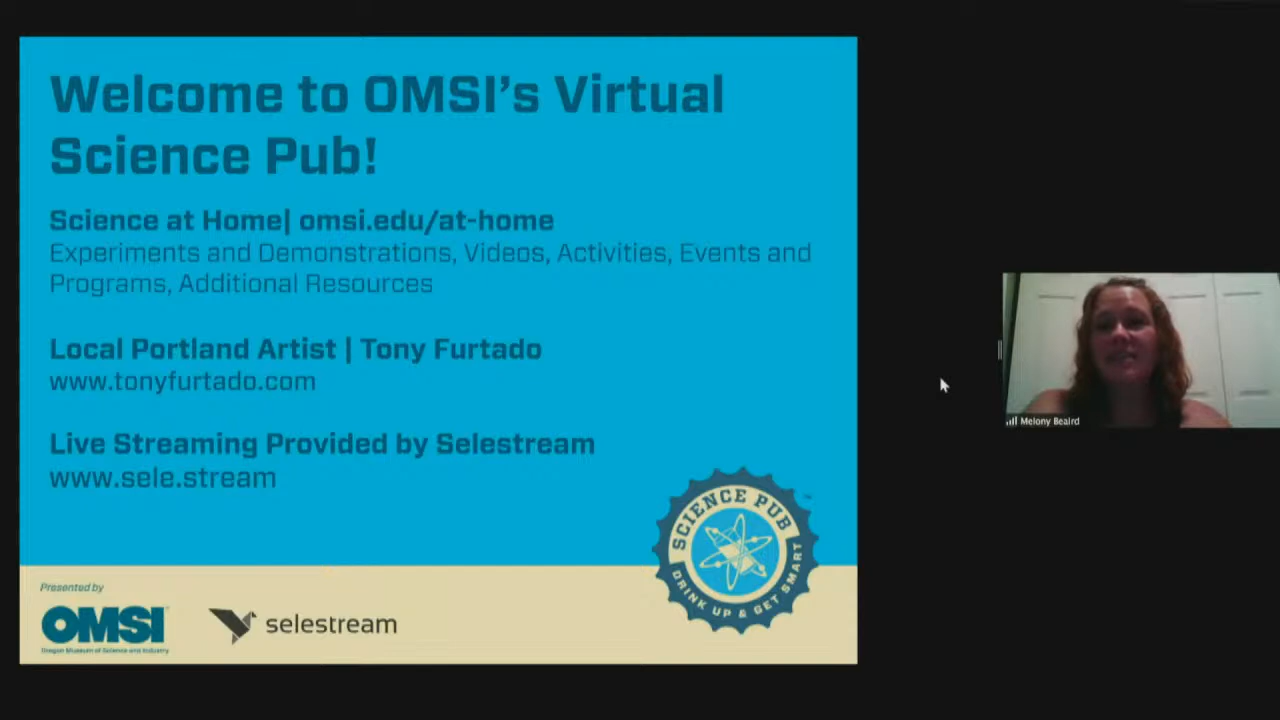 Welcome to OMSI's Virtual
Science Pub!
Science at Home| omsi.edu/at-home
Experiments and Demonstrations, Videos, Activities, Events and
Programs, Additional Resources
Local Portland Artist | Tony Furtado
www.tonyfurtado.com
Live Streaming Provided by Selestream
www.sele.stream
SCIENCE PUB
DRINK UP & GET SMART
Presented by
OMSI
Oregon Museum of Science and Industry
selestream
Melony Beaird